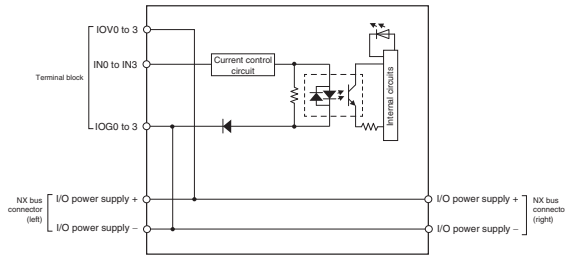 IOV0 to 3
IN0 to IN3
Current control
circuit
Terminal block
IOG0 to 3
Internal circuits
NX bus
connector
(left)
I/O power supply +
I/O power supply −
I/O power supply +
I/O power supply −
NX bus
connecto
(right)